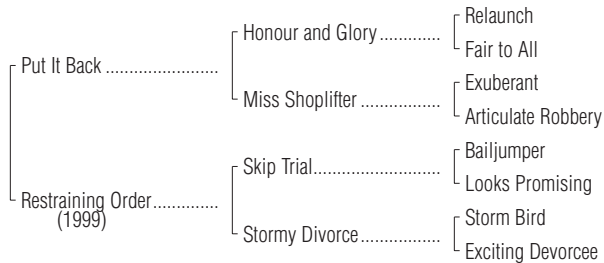 Relaunch
Honour and Glory.............
Fair to All
Put It Back ........................
Exuberant
Miss Shoplifter .................
Articulate Robbery
Bailjumper
Skip Trial...........................
Looks Promising
Restraining Order..............
(1999)
Storm Bird
Stormy Divorce.................
Exciting Devorcee